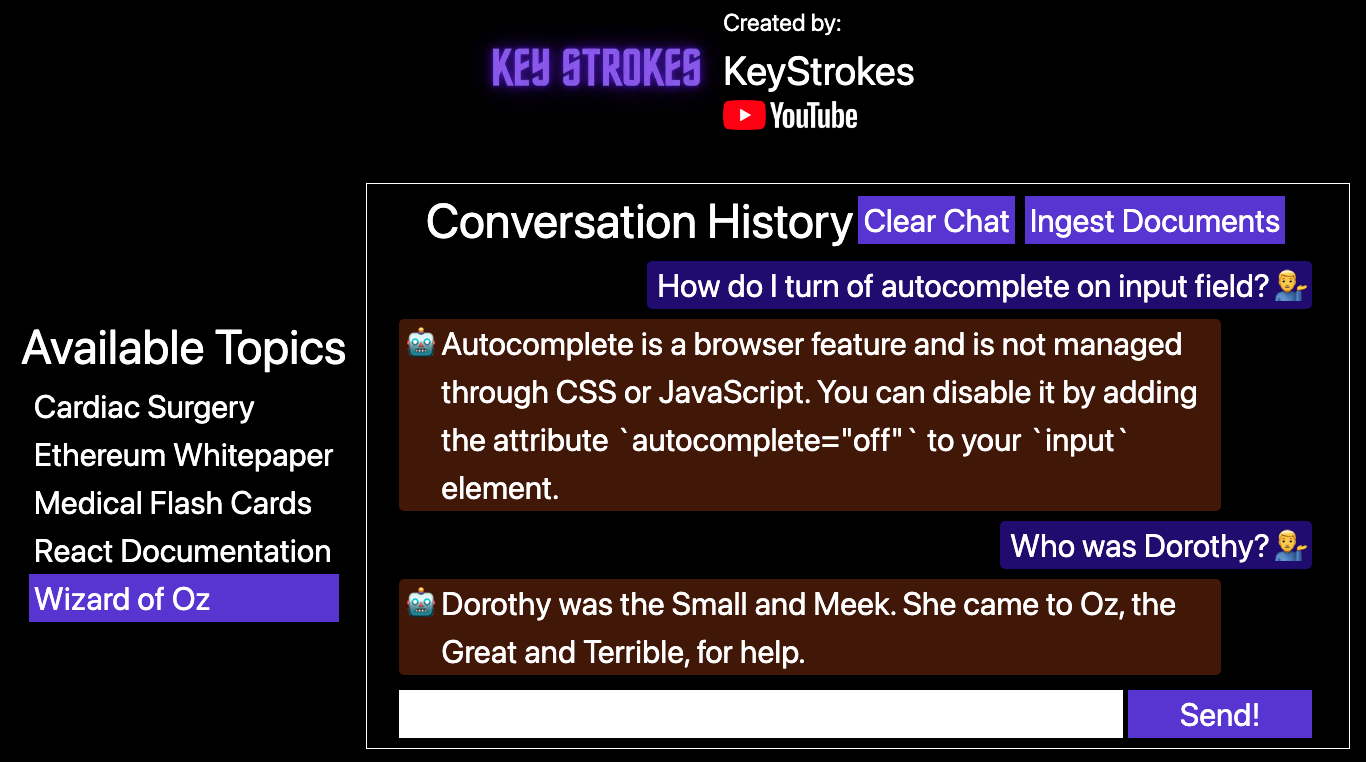 KEY STROKES
Created by:
KeyStrokes
YouTube
Available Topics
Cardiac Surgery
Ethereum Whitepaper
Medical Flash Cards
React Documentation
Wizard of Oz
Conversation History
Clear Chat
Ingest Documents
How do I turn of autocomplete on input field?
Autocomplete is a browser feature and is not managed
through CSS or JavaScript. You can disable it by adding
the attribute `autocomplete="off"` to your `input`
element.
Who was Dorothy?
Dorothy was the Small and Meek. She came to Oz, the
Great and Terrible, for help.
Send!